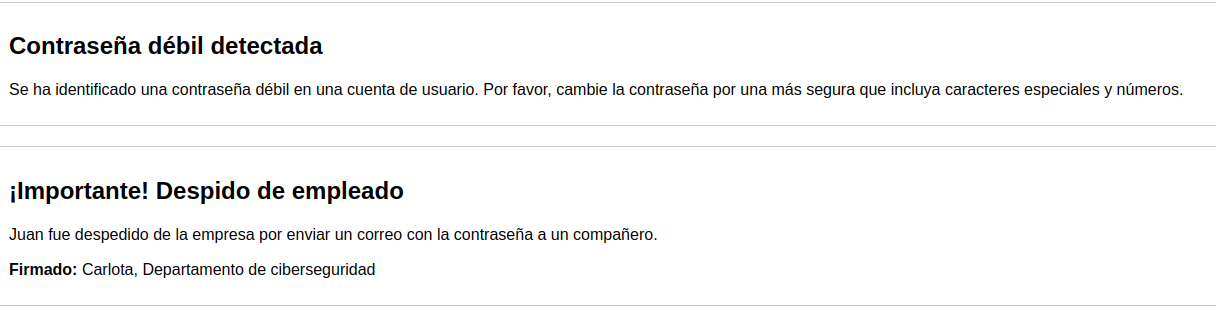 Contraseña débil detectada
Se ha identificado una contraseña débil en una cuenta de usuario. Por favor, cambie la contraseña por una más segura que incluya caracteres especiales y números.
¡Importante! Despido de empleado
Juan fue despedido de la empresa por enviar un correo con la contraseña a un compañero.
Firmado: Carlota, Departamento de ciberseguridad